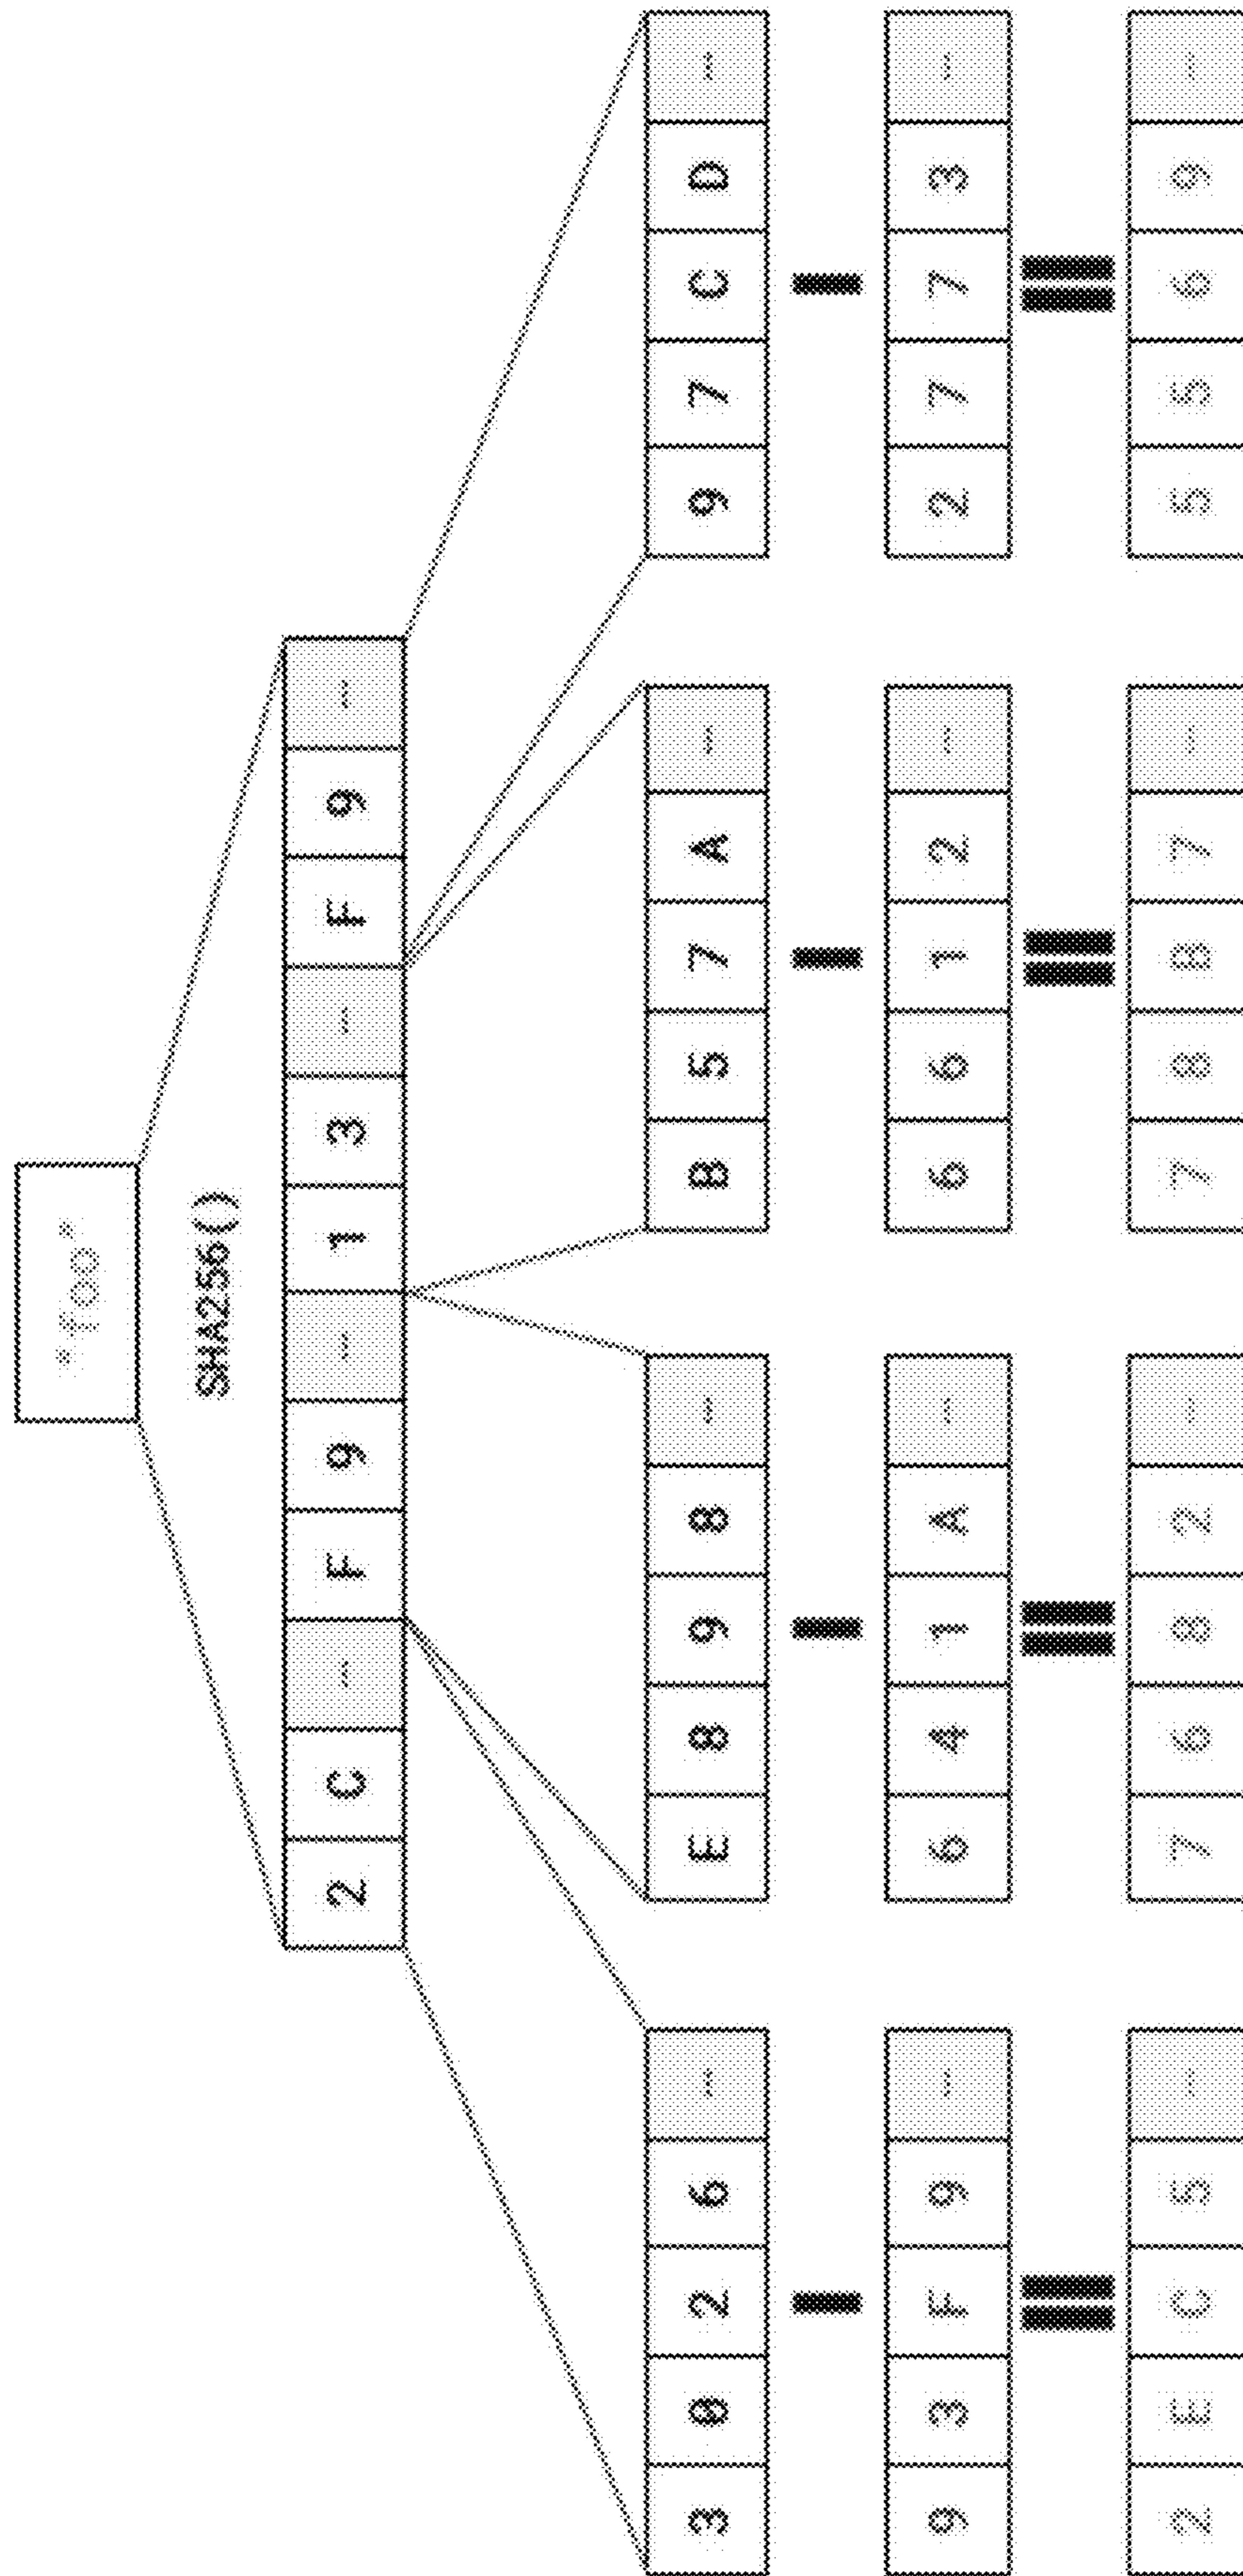 "foo"
SHA256()
2 C ... F 9 ... 1 3 ... F 9 ...
3 0 2 6 ... E 8 9 8 ... B 5 7 A ... 9 7 C D ...
- - - -
9 3 F 9 ... 6 4 1 A ... 6 6 1 2 ... 2 7 7 3 ...
= = = =
2 E C 5 ... 7 6 8 2 ... 7 8 B 7 ... 5 5 6 9 ...